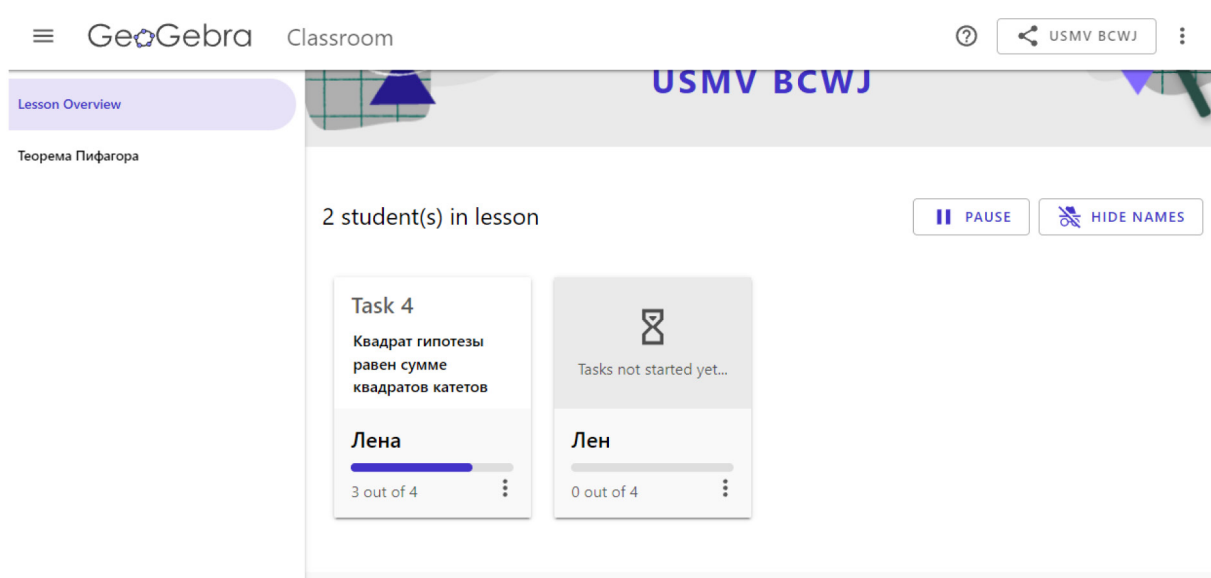 GeoGebra Classroom
USMV BCWJ
USMV BCWJ
Lesson Overview
Теорема Пифагора
2 student(s) in lesson
PAUSE
HIDE NAMES
Task 4
Квадрат гипотезы
равен сумме
квадратов катетов
Лена
3 out of 4
Tasks not started yet...
Лен
0 out of 4